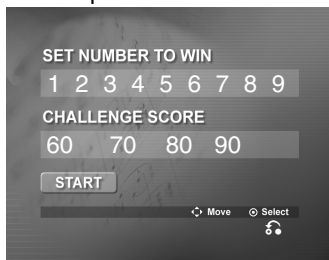 SET NUMBER TO WIN
1 2 3 4 5 6 7 8 9
CHALLENGE SCORE
60 70 80 90
START
Move Select